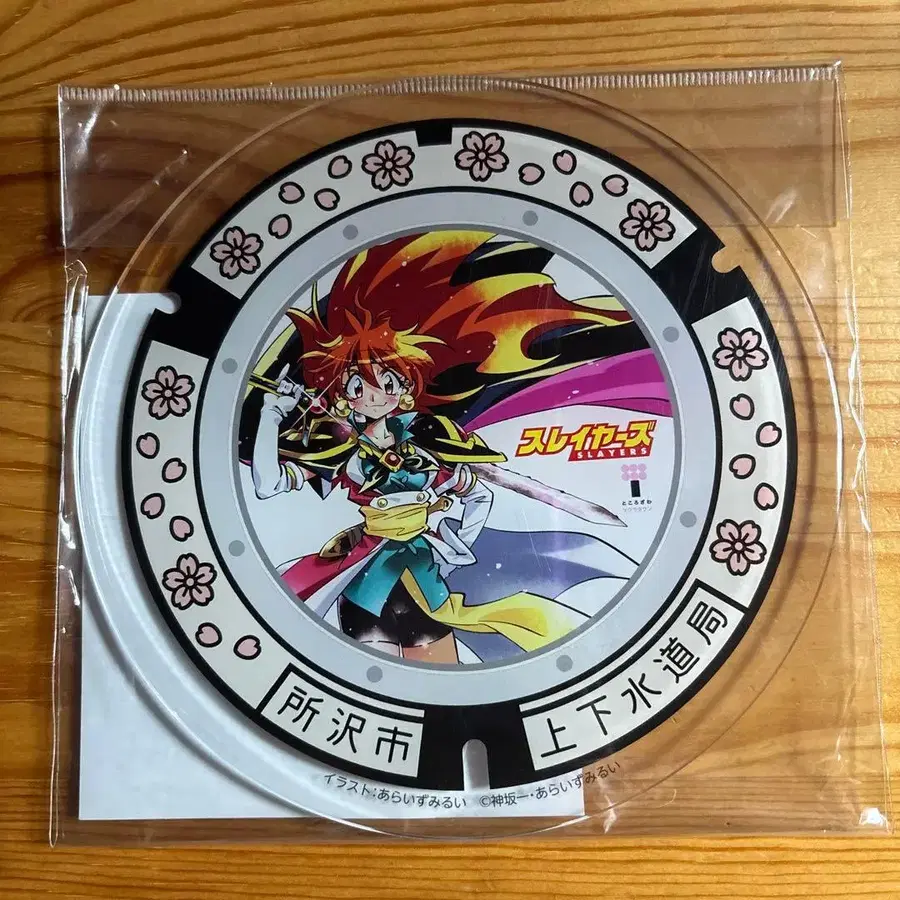 スレイヤーズ
SLAYERS
ところざわ
サクラタウン
所沢市
上下水道局
イラスト:あらいずみるい ©神坂一・あらいずみるい